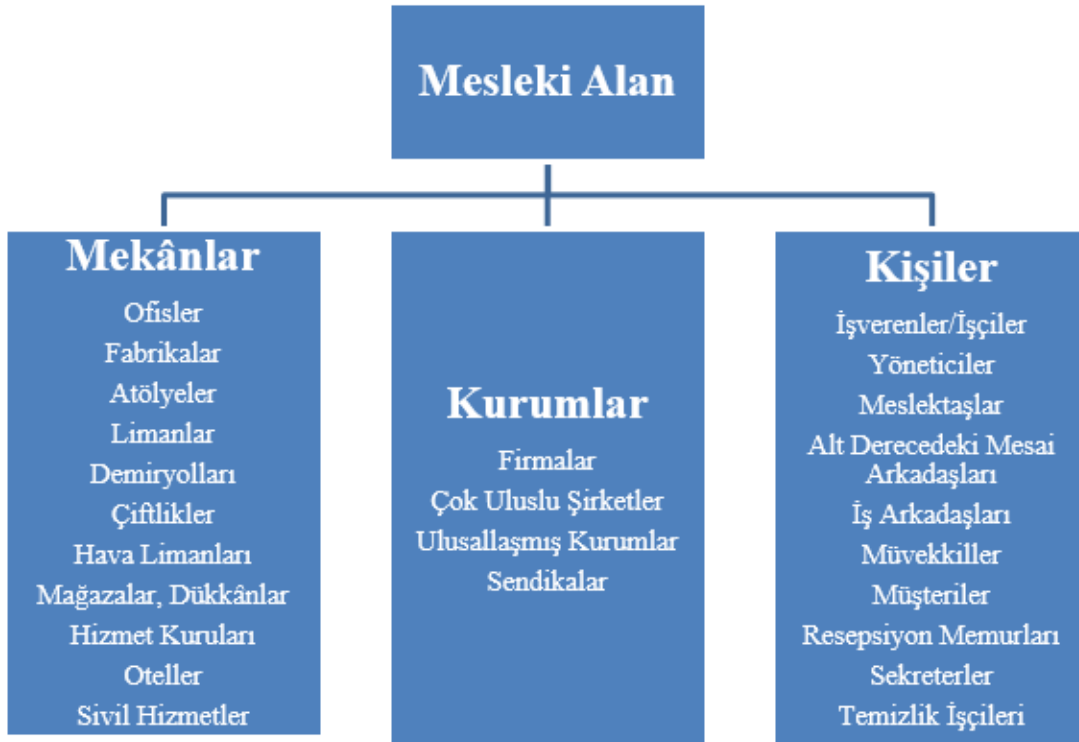 Mesleki Alan
Mekânlar
Ofisler
Fabrikalar
Atölyeler
Limanlar
Demiryolları
Çiftlikler
Hava Limanları
Mağazalar, Dükkânlar
Hizmet Kuruları
Oteller
Sivil Hizmetler
Kurumlar
Firmalar
Çok Uluslu Şirketler
Ulusallaşmış Kurumlar
Sendikalar
Kişiler
İşverenler/İşçiler
Yöneticiler
Meslektaşlar
Alt Derecedeki Mesai
Arkadaşları
İş Arkadaşları
Müvekkiller
Müşteriler
Resepsiyon Memurları
Sekreterler
Temizlik İşçileri